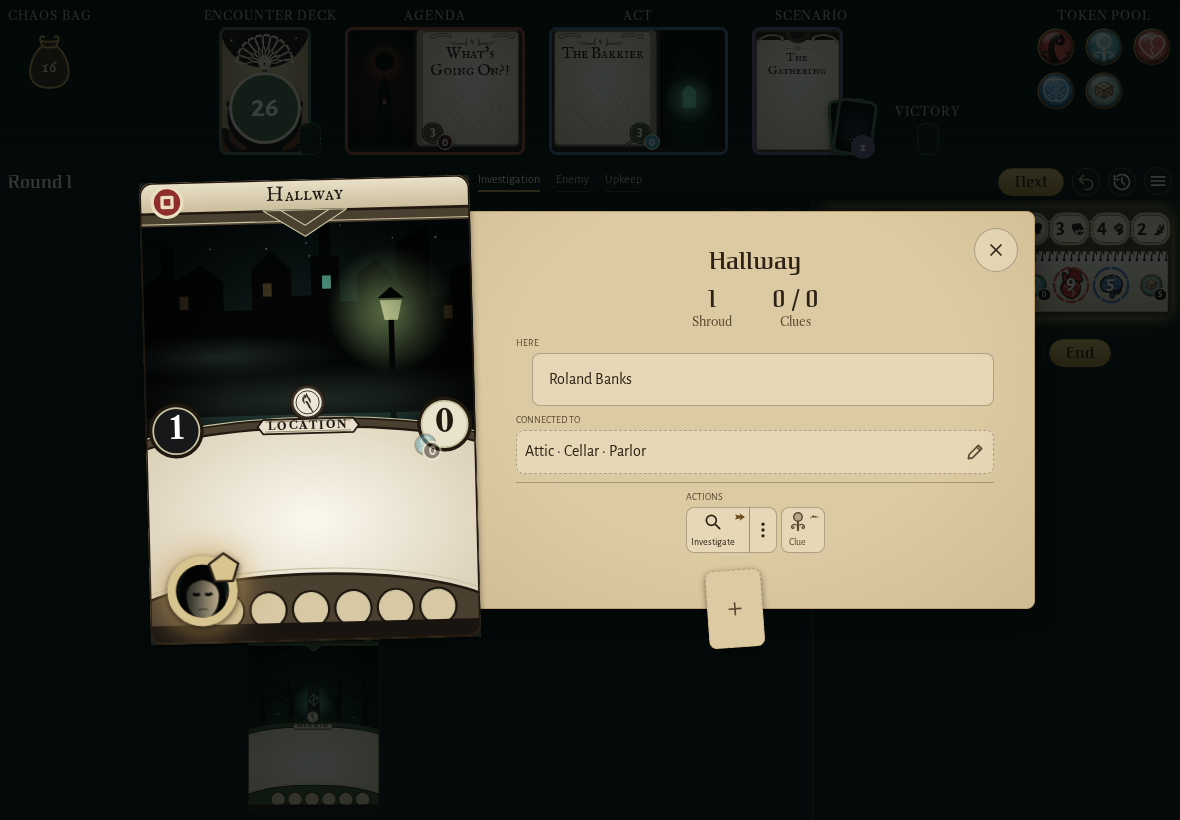 CHAOS BAG
ENCOUNTER DECK
AGENDA
ACT
SCENARIO
TOKEN POOL
16
26
What's
Going On?!
3
0
The Barrier
3
0
The
Gathering
2
VICTORY
Round 1
Investigation
Enemy
Upkeep
Next
3
4
2
0
9
5
5
End
Hallway
1
LOCATION
0
0
Hallway
1
0 / 0
Shroud
Clues
HERE
Roland Banks
CONNECTED TO
Attic · Cellar · Parlor
ACTIONS
Investigate
Clue
+